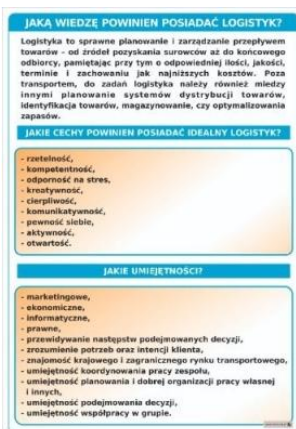 JAKĄ WIEDZĘ POWINIEN POSIADAĆ LOGISTYK?
Logistyka to sprawne planowanie i zarządzanie przepływem
towarów - od źródeł pozyskania surowców aż do końcowego
odbiorcy, pamiętając przy tym o odpowiedniej ilości, jakości,
terminie i zachowaniu jak najniższych kosztów. Poza
transportem, do zadań logistyka należy również miedzy
innymi planowanie systemów dystrybucji towarów,
identyfikacja towarów, magazynowanie, czy optymalizowania
zapasów.
JAKIE CECHY POWINIEN POSIADAĆ IDEALNY LOGISTYK?
- rzetelność,
- kompetentność,
- odporność na stres,
- kreatywność,
- cierpliwość,
- komunikatywność,
- pewność siebie,
- aktywność,
- otwartość.
JAKIE UMIEJĘTNOŚCI?
- marketingowe,
- ekonomiczne,
- informatyczne,
- prawne,
- przewidywanie następstw podejmowanych decyzji,
- zrozumienie potrzeb oraz intencji klienta,
- znajomość krajowego i zagranicznego rynku transportowego,
- umiejętność koordynowania pracy zespołu,
- umiejętność planowania i dobrej organizacji pracy własnej
i innych,
- umiejętność podejmowania decyzji,
- umiejętność współpracy w grupie.